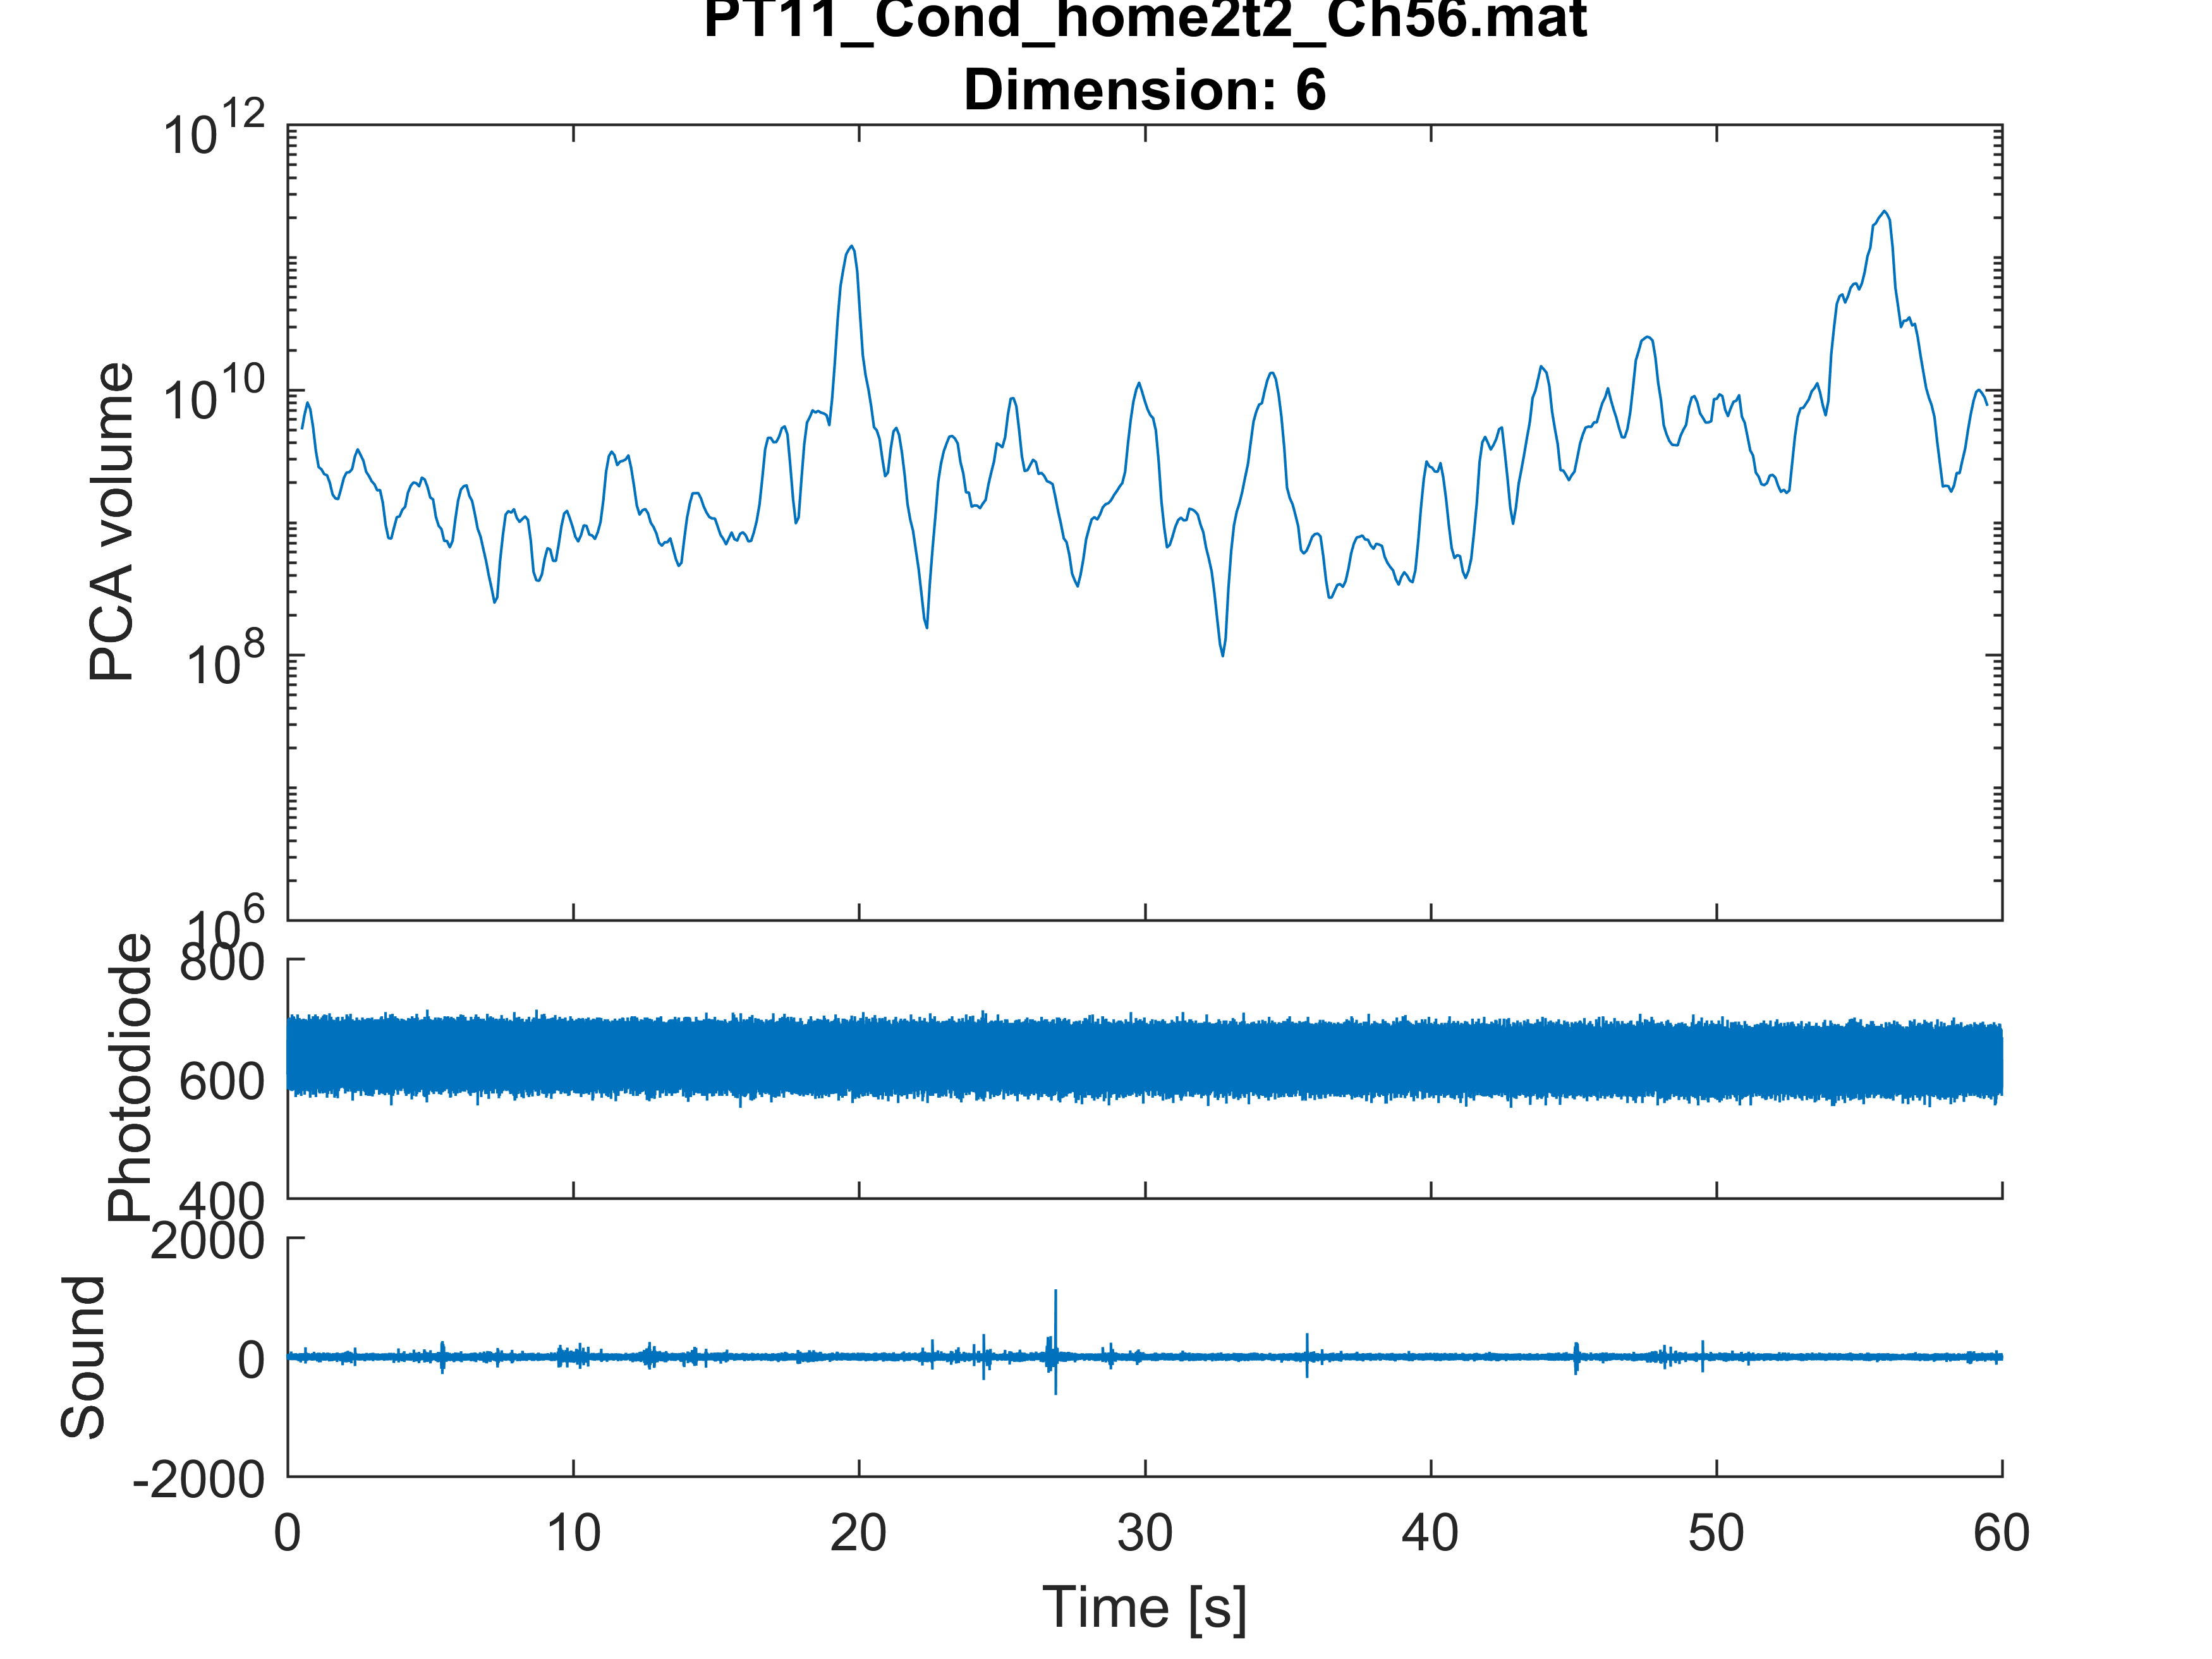 PT11_Cond_home2t2_Ch56.mat
Dimension: 6
PCA volume
10^12
10^10
10^8
10^6
Photodiode
800
600
400
Sound
2000
0
-2000
0 10 20 30 40 50 60
Time [s]